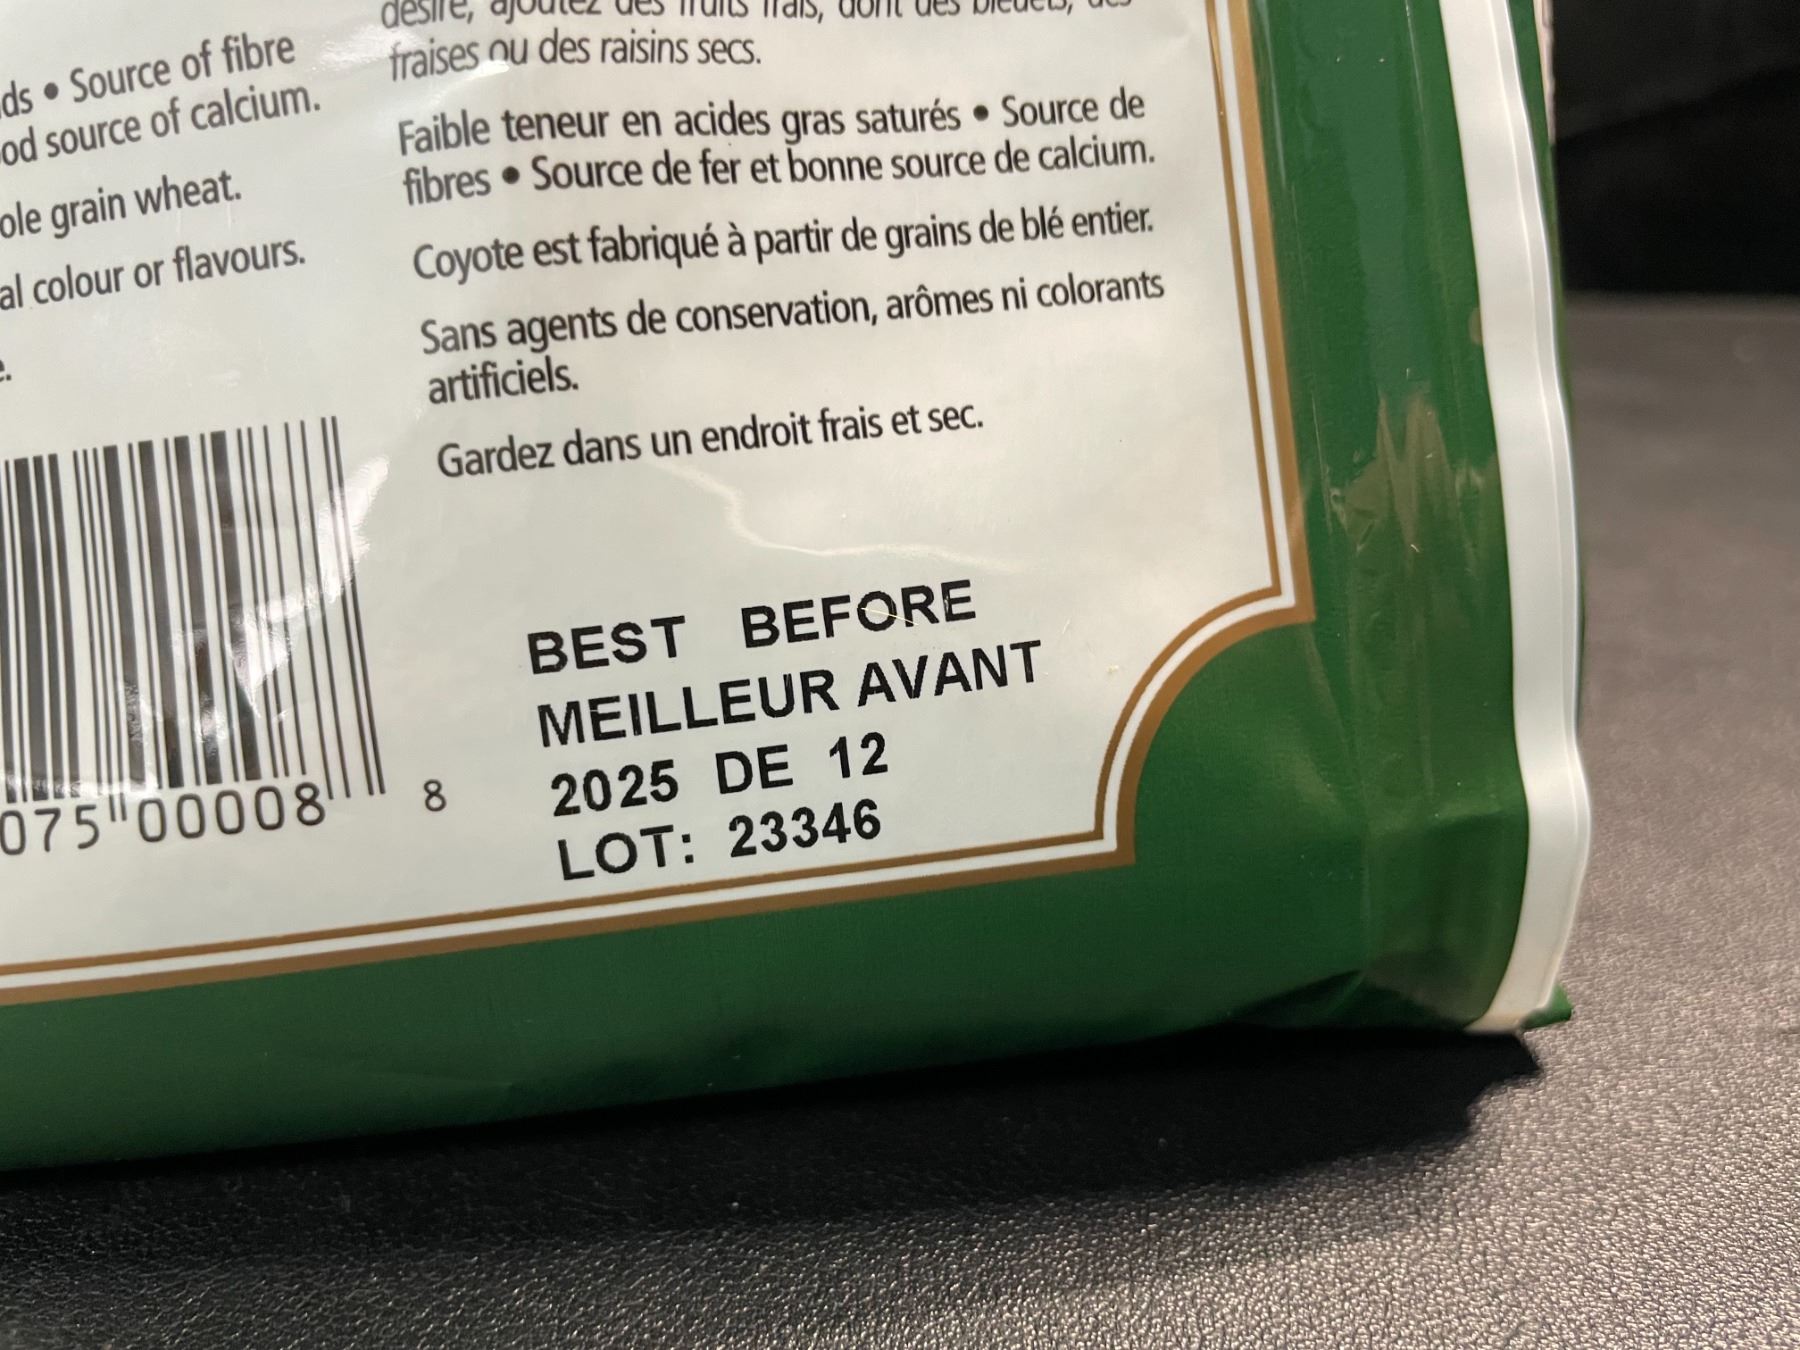 ds • Source of fibre
od source of calcium.
ole grain wheat.
al colour or flavours.
e.
désiré, ajoutez des fruits frais, dont des bleuets, des
fraises ou des raisins secs.
Faible teneur en acides gras saturés • Source de
fibres • Source de fer et bonne source de calcium.
Coyote est fabriqué à partir de grains de blé entier.
Sans agents de conservation, arômes ni colorants
artificiels.
Gardez dans un endroit frais et sec.
075 00008 8
BEST BEFORE
MEILLEUR AVANT
2025 DE 12
LOT: 23346